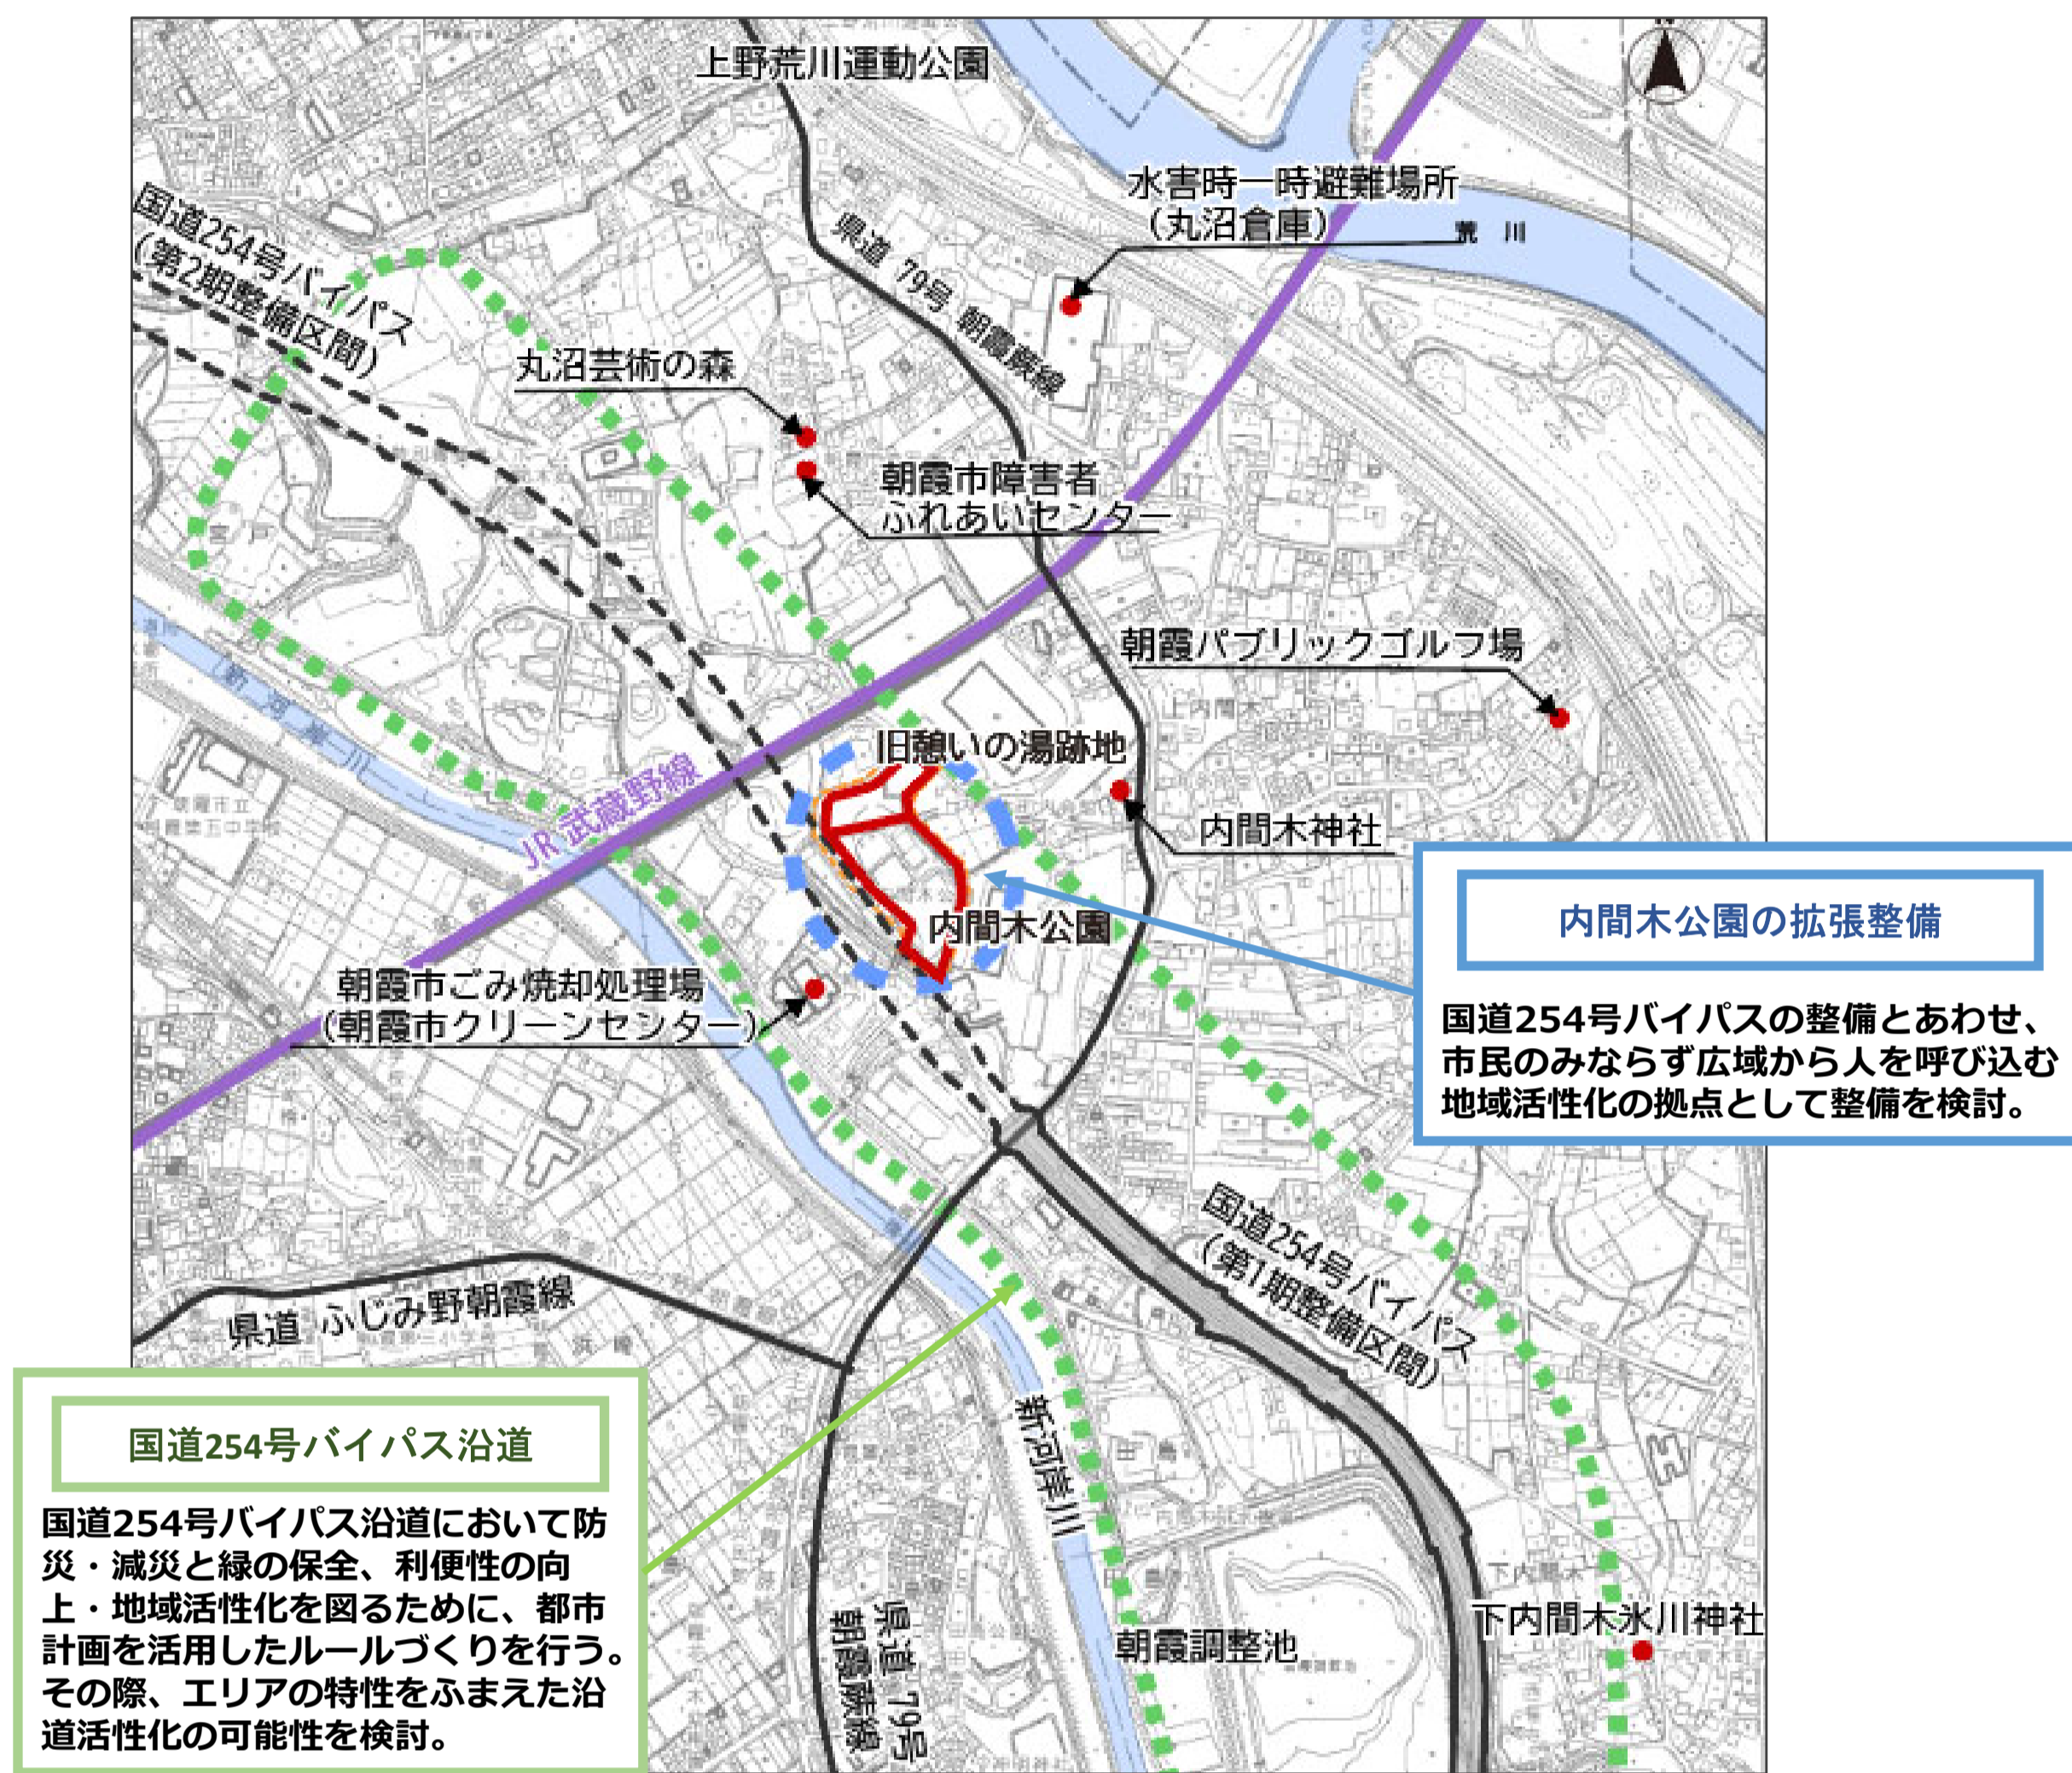 上野荒川運動公園
水害時一時避難場所
（丸沼倉庫）
荒 川
国道254号バイパス
（第2期整備区間）
県道 79号 朝霞蕨線
丸沼芸術の森
朝霞市障害者
ふれあいセンター
朝霞パブリックゴルフ場
上内間木
新河岸川
旧憩いの湯跡地
JR 武蔵野線
内間木神社
内間木公園
内間木公園の拡張整備
国道254号バイパスの整備とあわせ、
市民のみならず広域から人を呼び込む
地域活性化の拠点として整備を検討。
朝霞市ごみ焼却処理場
（朝霞市クリーンセンター）
国道254号バイパス
（第1期整備区間）
県道 ふじみ野朝霞線
浜崎
国道254号バイパス沿道
国道254号バイパス沿道において防
災・減災と緑の保全、利便性の向
上・地域活性化を図るために、都市
計画を活用したルールづくりを行う。
その際、エリアの特性をふまえた沿
道活性化の可能性を検討。
新河岸川
県道 79号
朝霞蕨線
朝霞調整池
下内間木
下内間木氷川神社